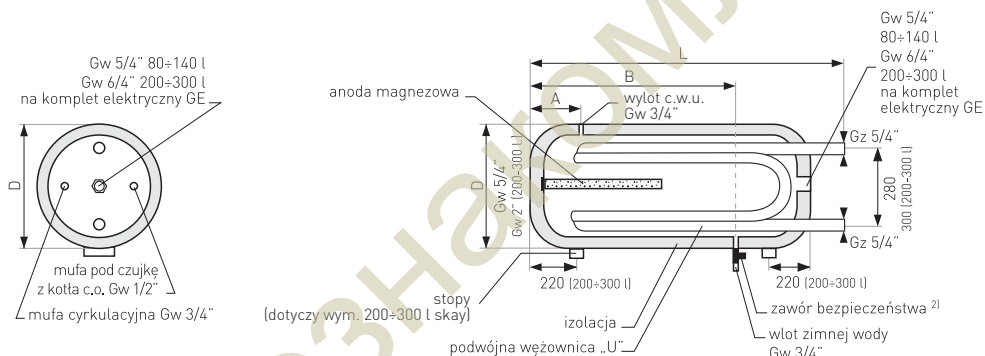 Gw 5/4" 80÷140 l
Gw 6/4" 200÷300 l
na komplet elektryczny GE
D
mufa pod czujkę
z kotła c.o. Gw 1/2"
mufa cyrkulacyjna Gw 3/4"
L
B
A
anoda magnezowa
wylot c.w.u.
Gw 3/4"
Gw 5/4"
80÷140 l
Gw 6/4"
200÷300 l
na komplet
elektryczny GE
D
Gw 5/4"
Gw 2" (200-300 l)
Gz 5/4"
280
300 (200-300 l)
Gz 5/4"
220 (200÷300 l)
220 (200÷300 l)
stopy
(dotyczy wym. 200÷300 l skay)
izolacja
podwójna wężownica „U"
zawór bezpieczeństwa 2)
wlot zimnej wody
Gw 3/4"